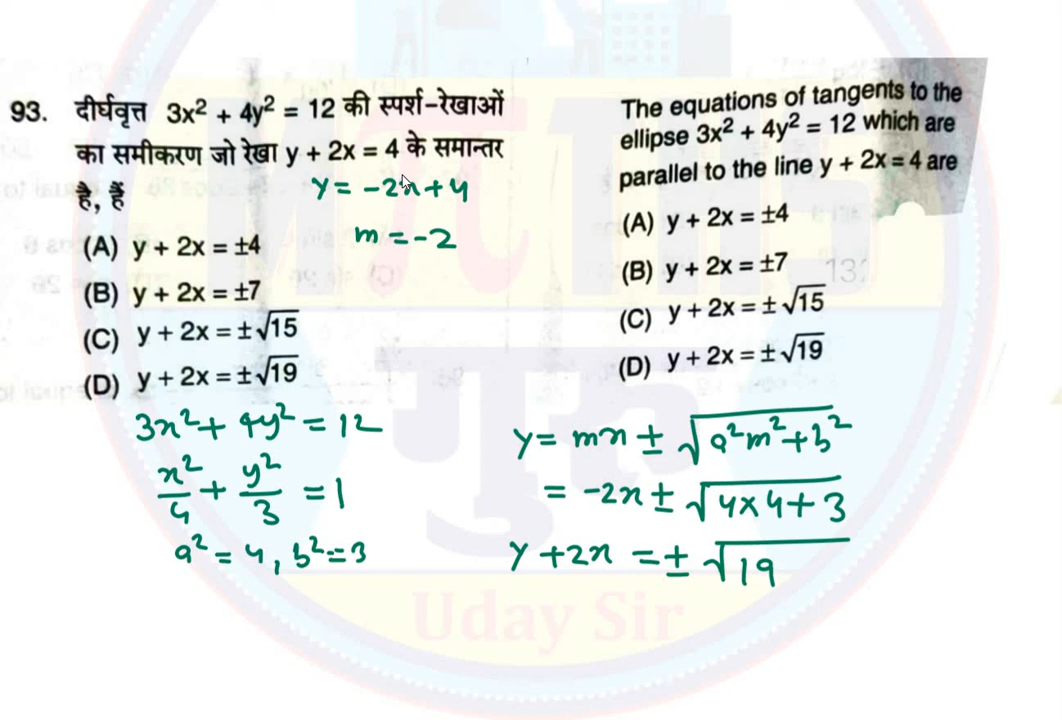 93. दीर्घवृत्त 3x² + 4y² = 12 की स्पर्श-रेखाओं
का समीकरण जो रेखा y + 2x = 4 के समान्तर
है, हैं
(A) y + 2x = ±4
(B) y + 2x = ±7
(C) y + 2x = ±√15
(D) y + 2x = ±√19
y = -2x + 4
m = -2
The equations of tangents to the
ellipse 3x² + 4y² = 12 which are
parallel to the line y + 2x = 4 are
(A) y + 2x = ±4
(B) y + 2x = ±7
(C) y + 2x = ±√15
(D) y + 2x = ±√19
3x² + 4y² = 12
x²/4 + y²/3 = 1
a² = 4, b² = 3
y = mx ± √a²m² + b²
= -2x ± √4×4+3
y + 2x = ± √19
Uday Sir